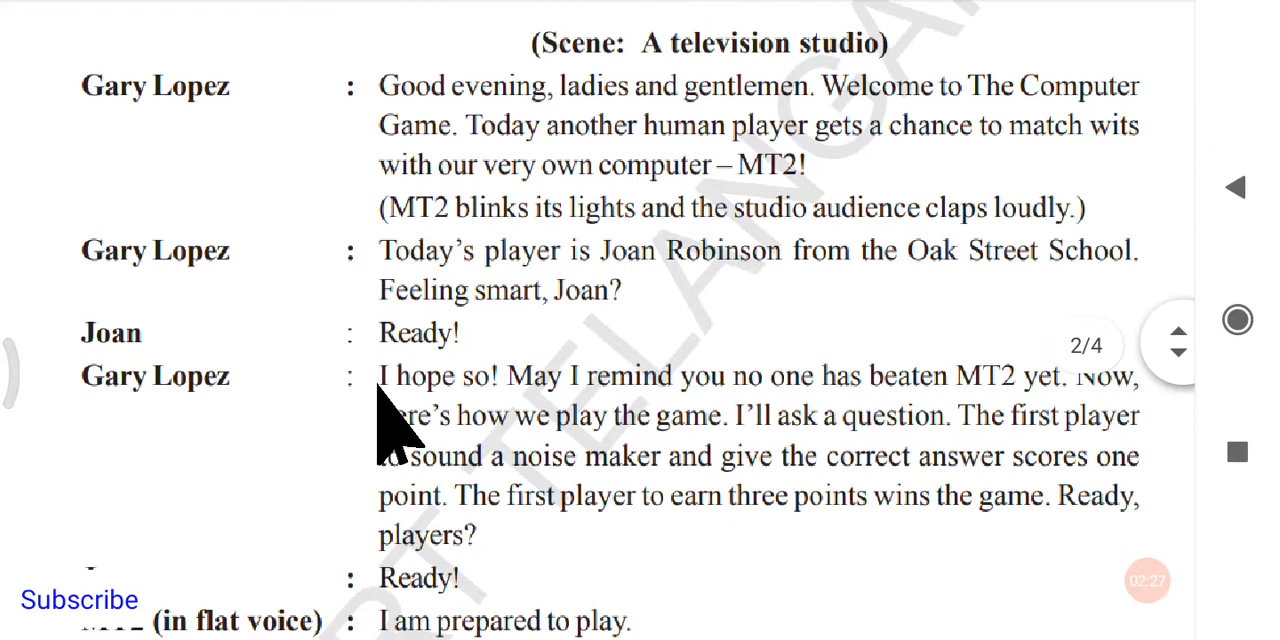 (Scene: A television studio)
Gary Lopez : Good evening, ladies and gentlemen. Welcome to The Computer
Game. Today another human player gets a chance to match wits
with our very own computer – MT2!
(MT2 blinks its lights and the studio audience claps loudly.)
Gary Lopez : Today's player is Joan Robinson from the Oak Street School.
Feeling smart, Joan?
Joan : Ready!
2/4
Gary Lopez : I hope so! May I remind you no one has beaten MT2 yet. Now,
here's how we play the game. I'll ask a question. The first player
to sound a noise maker and give the correct answer scores one
point. The first player to earn three points wins the game. Ready,
players?
: Ready!
02:27
Subscribe
(in flat voice) : I am prepared to play.